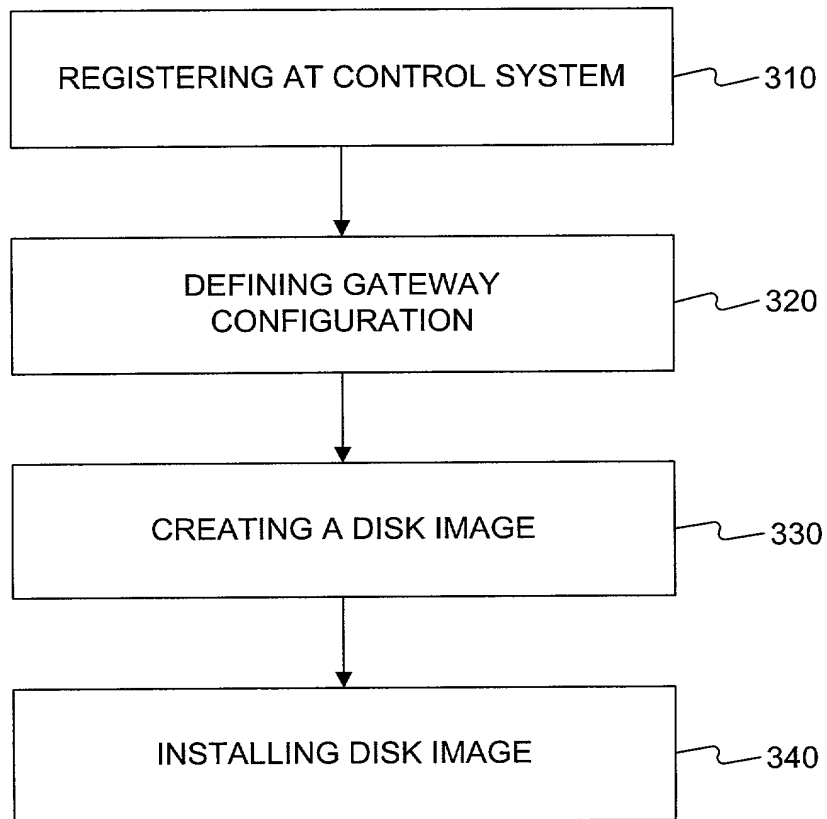 REGISTERING AT CONTROL SYSTEM
310
DEFINING GATEWAY
CONFIGURATION
320
CREATING A DISK IMAGE
330
INSTALLING DISK IMAGE
340